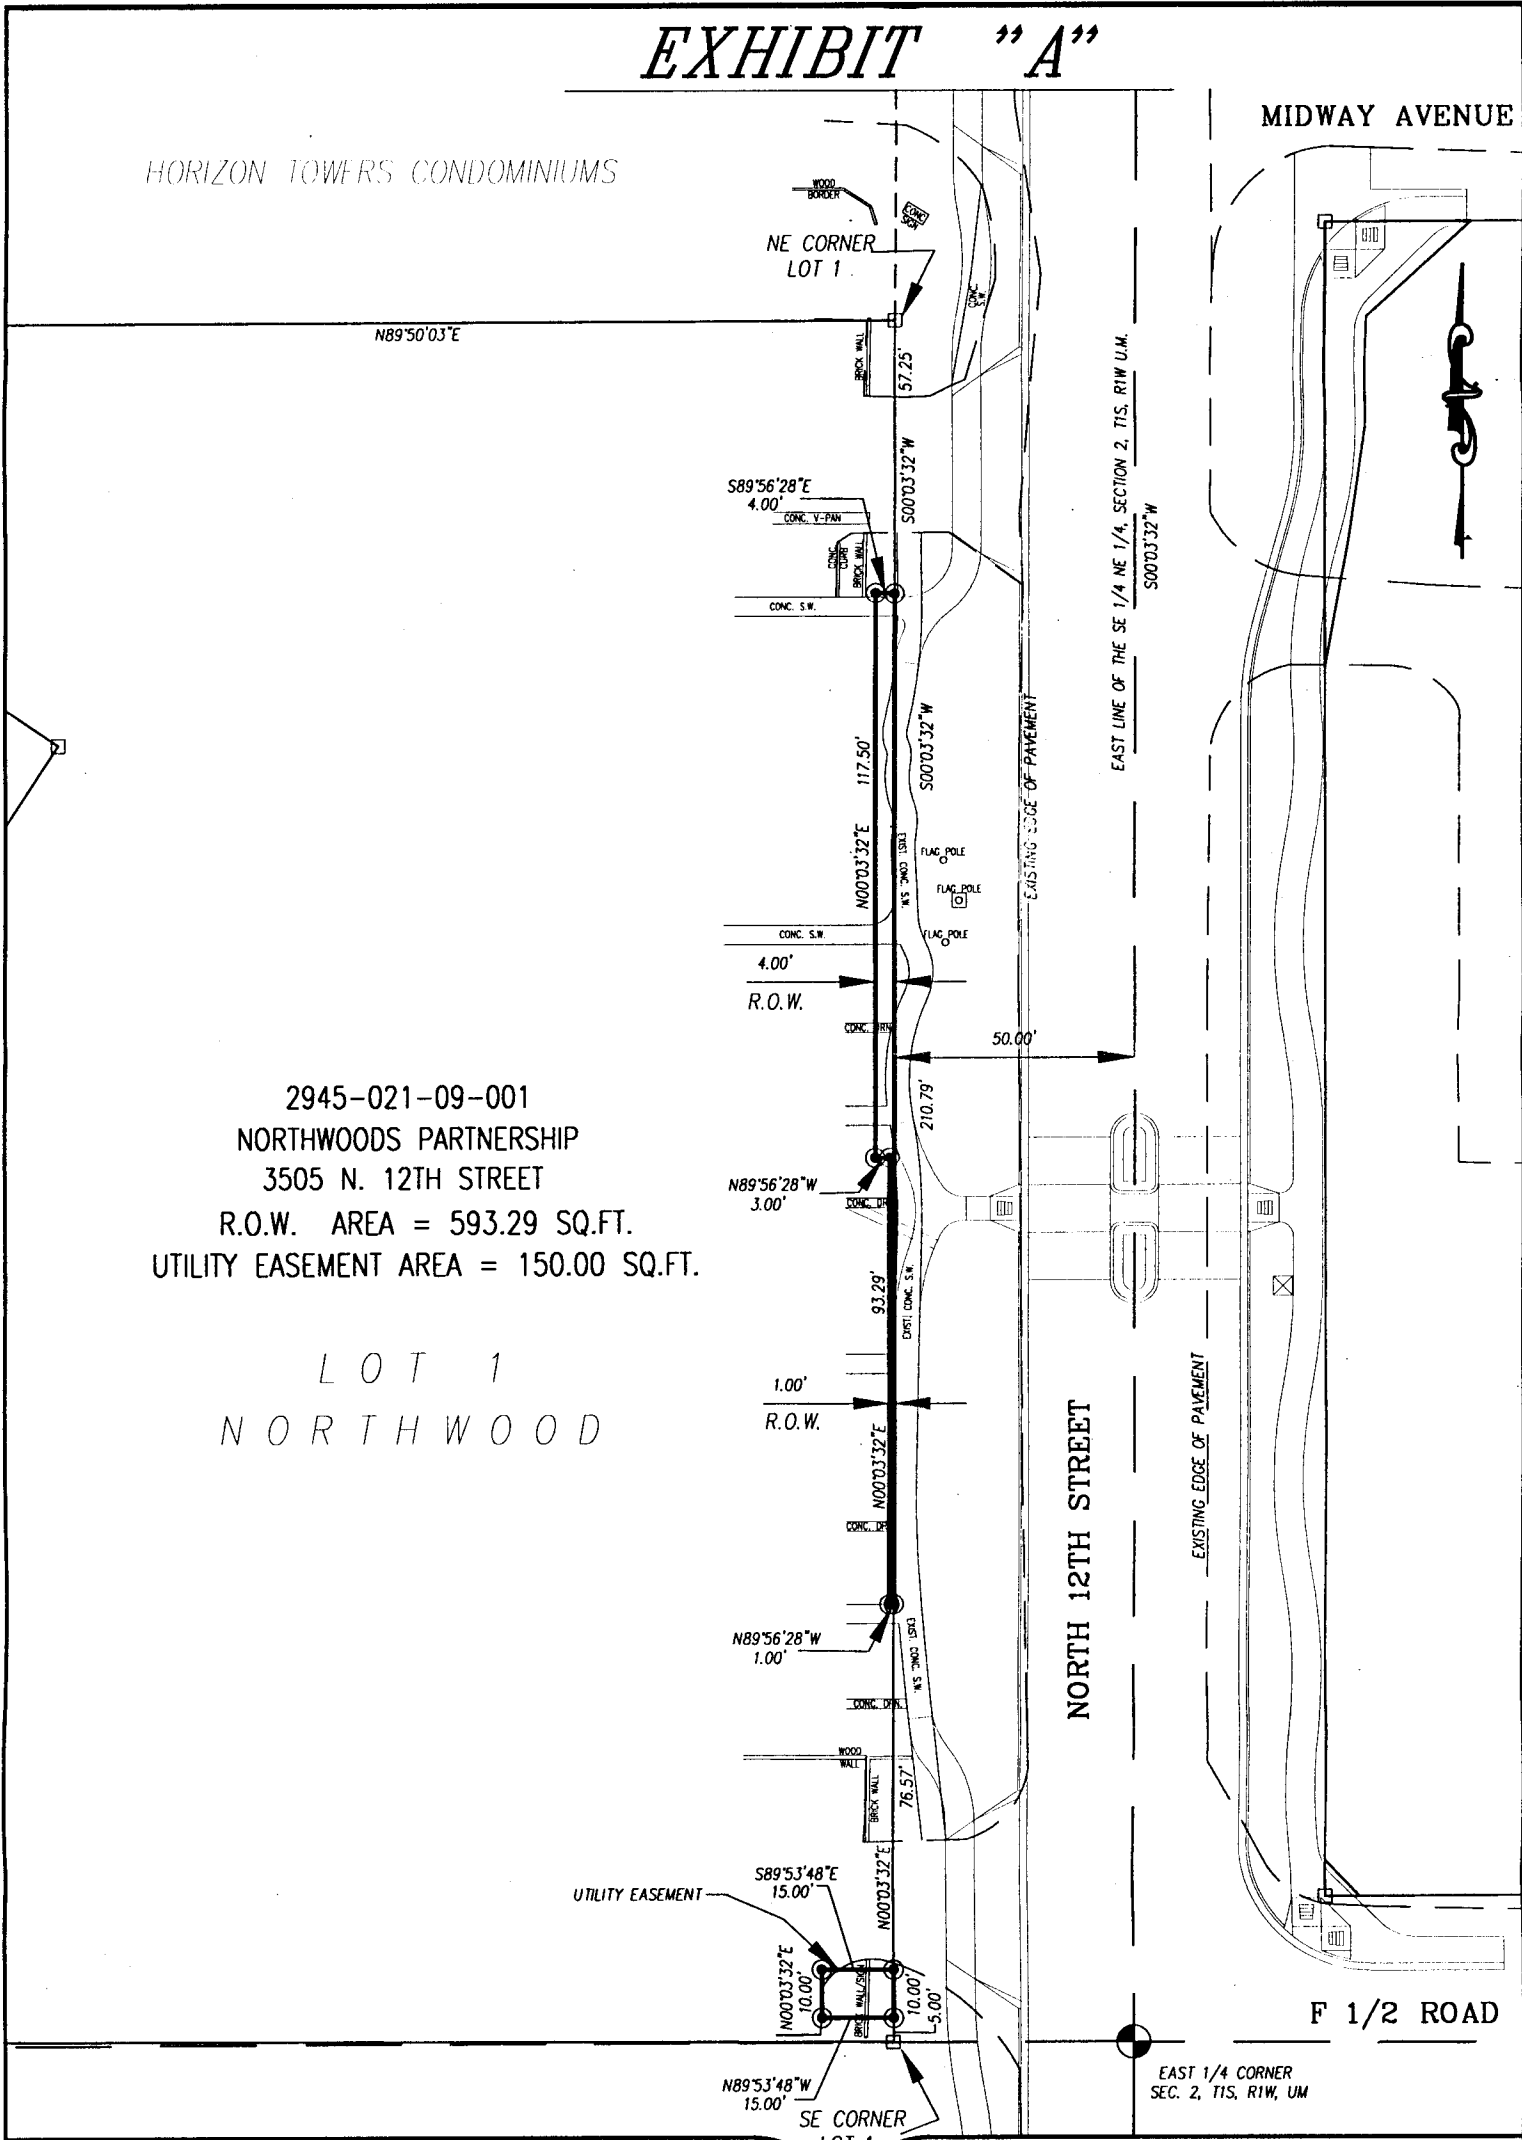 EXHIBIT "A"
MIDWAY AVENUE
HORIZON TOWERS CONDOMINIUMS
WOOD
BORDER
CONC.
SIGN
NE CORNER
LOT 1
N89°50'03"E
BRICK WALL
57.25'
CONC.
S.W.
EAST LINE OF THE SE 1/4 NE 1/4, SECTION 2, T1S, R1W U.M.
S00°03'32"W
S00°03'32"W
S89°56'28"E
4.00'
CONC. V-PAN
CONC.
CURB
BRICK WALL
CONC. S.W.
117.50'
N00°03'32"E
S00°03'32"W
EXISTING EDGE OF PAVEMENT
EXIST. CONC. S.W.
FLAG POLE
FLAG POLE
FLAG POLE
CONC. S.W.
4.00'
R.O.W.
CONC. DRN.
50.00'
210.79'
2945-021-09-001
NORTHWOODS PARTNERSHIP
3505 N. 12TH STREET
R.O.W. AREA = 593.29 SQ.FT.
UTILITY EASEMENT AREA = 150.00 SQ.FT.
N89°56'28"W
3.00'
93.29'
EXIST. CONC. S.W.
LOT 1
NORTHWOOD
1.00'
R.O.W.
N00°03'32"E
NORTH 12TH STREET
EXISTING EDGE OF PAVEMENT
N89°56'28"W
1.00'
EXIST. CONC. S.W.
CONC. DRN.
WOOD
WALL
BRICK WALL
76.57'
N00°03'32"E
S89°53'48"E
15.00'
UTILITY EASEMENT
N00°03'32"E
10.00'
BRICK WALL/SIGN
10.00'
5.00'
F 1/2 ROAD
EAST 1/4 CORNER
SEC. 2, T1S, R1W, UM
N89°53'48"W
15.00'
SE CORNER